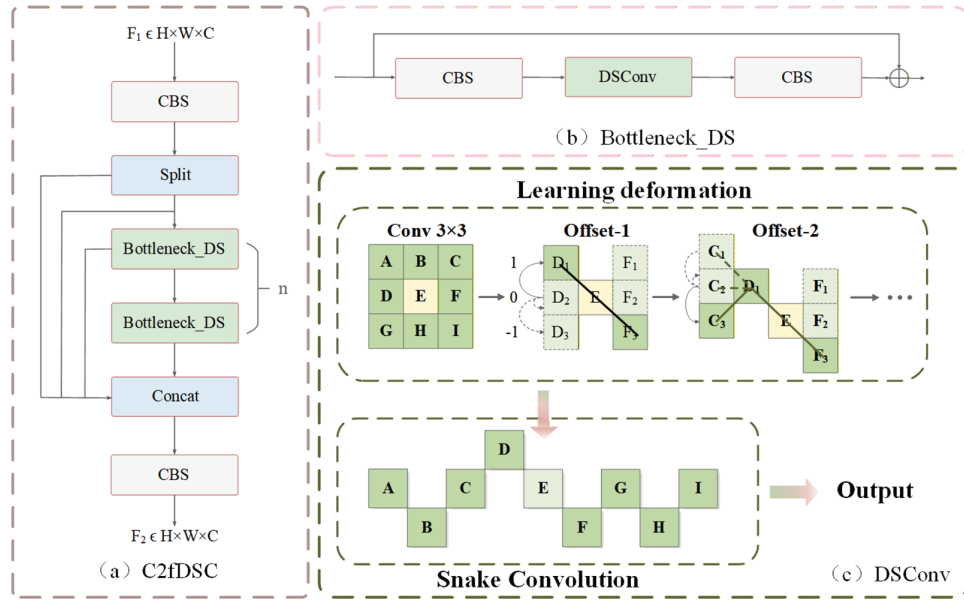 F₁ ϵ H×W×C
CBS
Split
Bottleneck_DS
n
Bottleneck_DS
Concat
CBS
F₂ ϵ H×W×C
（a）C2fDSC
CBS
DSConv
CBS
（b）Bottleneck_DS
Learning deformation
Conv 3×3
A B C
D E F
G H I
Offset-1
1
0
-1
D₁ F₁
D₂ E F₂
D₃ F₃
Offset-2
C₁
C₂ D₁ F₁
C₃ E F₂
F₃
...
D
A C E G I
B F H
Snake Convolution
Output
（c）DSConv